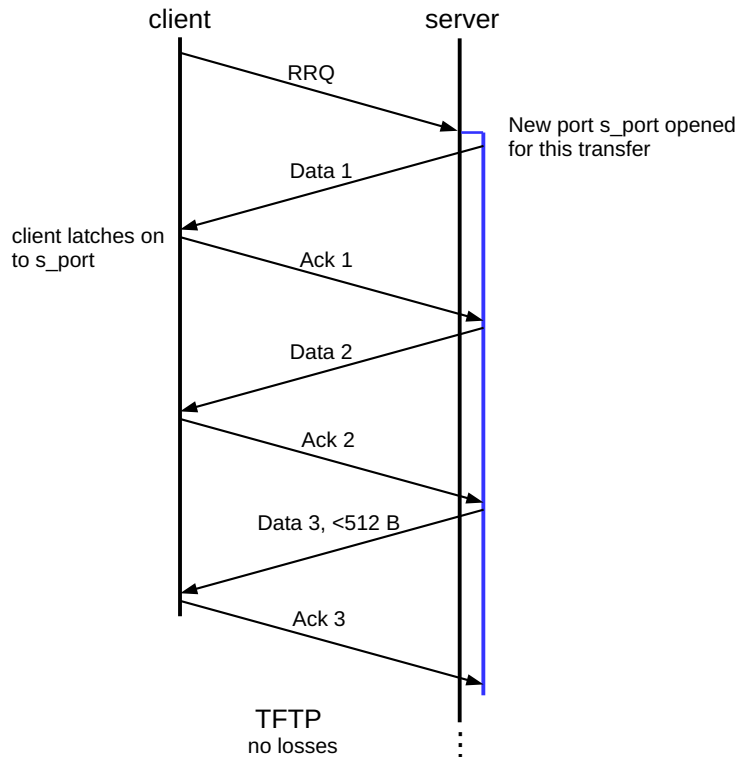 client
server
RRQ
New port s_port opened
for this transfer
Data 1
client latches on
to s_port
Ack 1
Data 2
Ack 2
Data 3, <512 B
Ack 3
TFTP
no losses